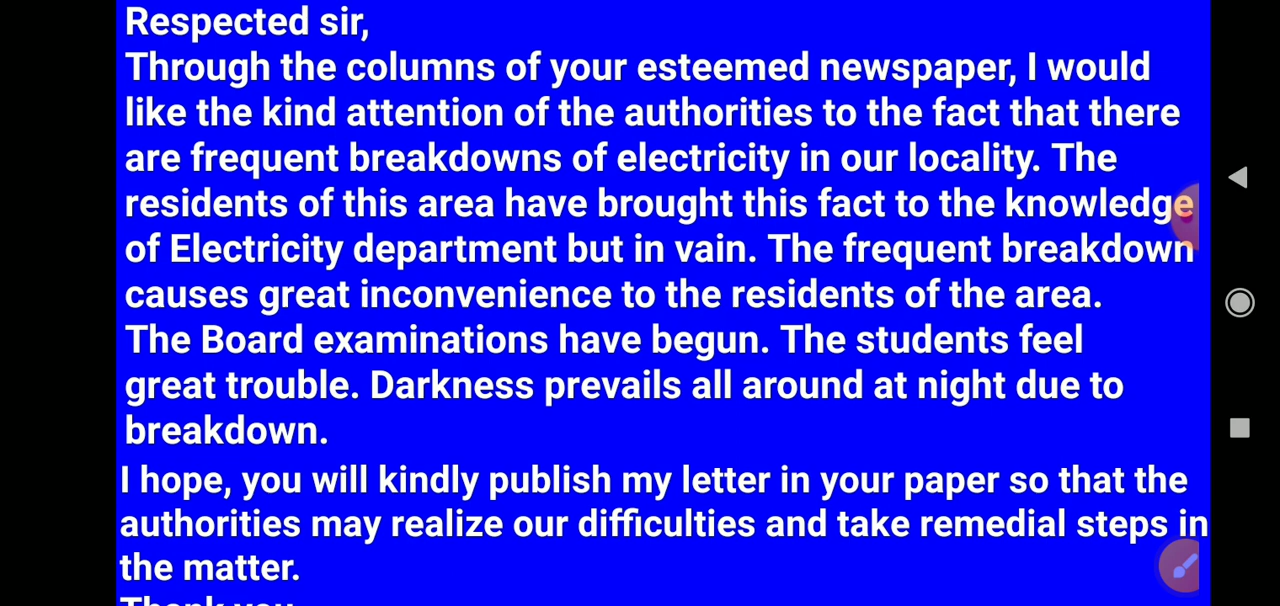 Respected sir,
Through the columns of your esteemed newspaper, I would
like the kind attention of the authorities to the fact that there
are frequent breakdowns of electricity in our locality. The
residents of this area have brought this fact to the knowledge
of Electricity department but in vain. The frequent breakdown
causes great inconvenience to the residents of the area.
The Board examinations have begun. The students feel
great trouble. Darkness prevails all around at night due to
breakdown.
I hope, you will kindly publish my letter in your paper so that the
authorities may realize our difficulties and take remedial steps in
the matter.
Thank you